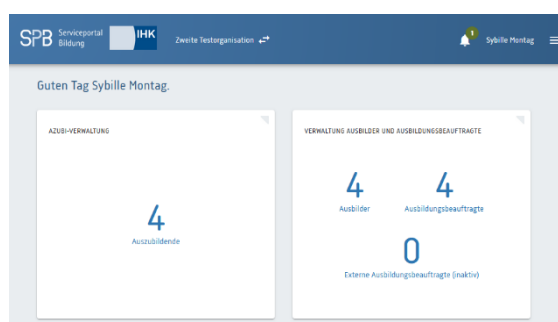 SPB Serviceportal Bildung IHK Zweite Testorganisation 1 Sybille Montag
Guten Tag Sybille Montag.
AZUBI-VERWALTUNG
4
Auszubildende
VERWALTUNG AUSBILDER UND AUSBILDUNGSBEAUFTRAGTE
4 4
Ausbilder Ausbildungsbeauftragte
0
Externe Ausbildungsbeauftragte (inaktiv)